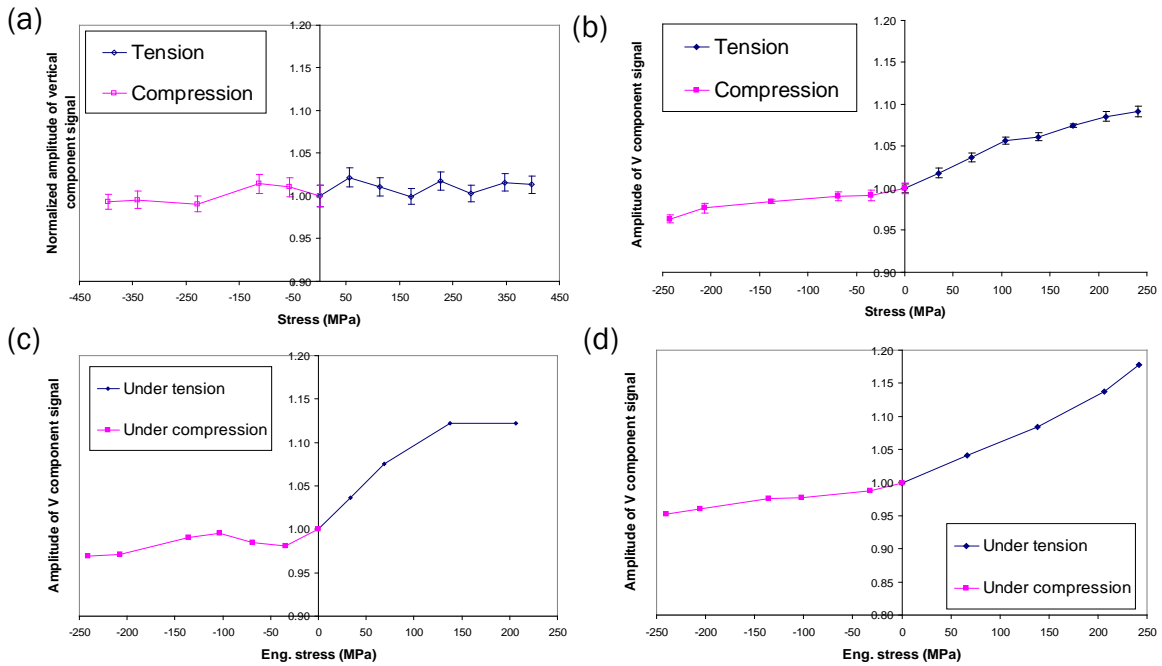 (a)
Normalized amplitude of vertical
component signal
Tension
Compression
1.20
1.15
1.10
1.05
1.00
0.95
0.90
-450 -350 -250 -150 -50 50 150 250 350 450
Stress (MPa)
(b)
Amplitude of V component signal
Tension
Compression
1.20
1.15
1.10
1.05
1.00
0.95
0.90
-250 -200 -150 -100 -50 0 50 100 150 200 250
Stress (MPa)
(c)
Amplitude of V component signal
Under tension
Under compression
1.20
1.15
1.10
1.05
1.00
0.95
0.90
-250 -200 -150 -100 -50 0 50 100 150 200 250
Eng. stress (MPa)
(d)
Amplitude of V component signal
1.20
1.15
1.10
1.05
1.00
0.95
0.90
0.85
0.80
Under tension
Under compression
-250 -200 -150 -100 -50 0 50 100 150 200 250
Eng. stress (MPa)